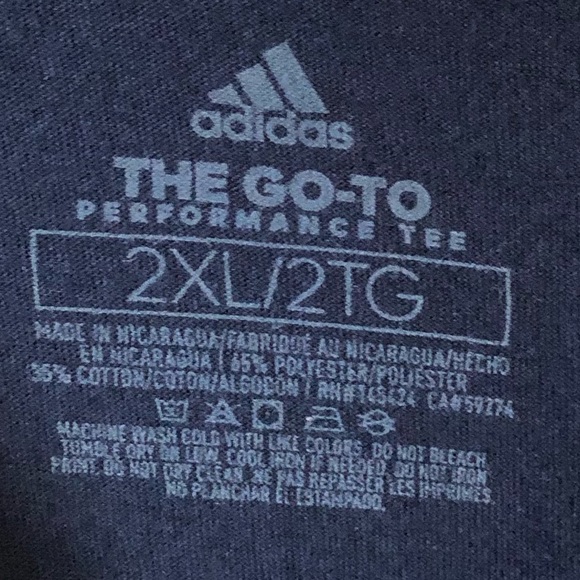 adidas
THE GO-TO
PERFORMANCE TEE
2XL/2TG
MADE IN NICARAGUA/FABRIQUÉ AU NICARAGUA/HECHO
EN NICARAGUA / 65% POLYESTER/POLIESTER
35% COTTON/COTON/ALGODON / RN#145424 CA#59274
MACHINE WASH COLD WITH LIKE COLORS. DO NOT BLEACH.
TUMBLE DRY ON LOW. COOL IRON IF NEEDED. DO NOT IRON
PRINT. DO NOT DRY CLEAN. NE PAS REPASSER LES IMPRIMÉS.
NO PLANCHAR EL ESTAMPADO.